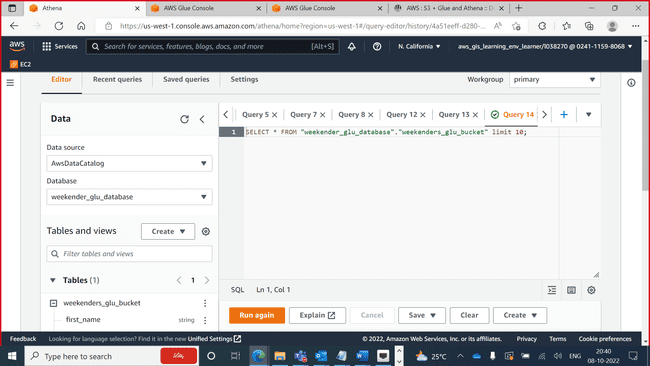 Athena
AWS Glue Console
AWS Glue Console
AWS : S3 + Glue and Athena :: D
https://us-west-1.console.aws.amazon.com/athena/home?region=us-west-1#/query-editor/history/4a51eeff-d280-...
aws
Services
Search for services, features, blogs, docs, and more
[Alt+S]
N. California
aws_gis_learning_env_learner/l038270 @ 0241-1159-8068
EC2
Editor
Recent queries
Saved queries
Settings
Workgroup
primary
Data
Data source
AwsDataCatalog
Database
weekender_glu_database
Tables and views
Create
Filter tables and views
Tables (1)
1
weekenders_glu_bucket
first_name
string
Query 5
Query 7
Query 8
Query 12
Query 13
Query 14
1
SELECT * FROM "weekender_glu_database"."weekenders_glu_bucket" limit 10;
SQL
Ln 1, Col 1
Run again
Explain
Cancel
Save
Clear
Create
Feedback
Looking for language selection? Find it in the new Unified Settings
© 2022, Amazon Web Services, Inc. or its affiliates.
Privacy
Terms
Cookie preferences
Type here to search
25°C
ENG
20:40
08-10-2022